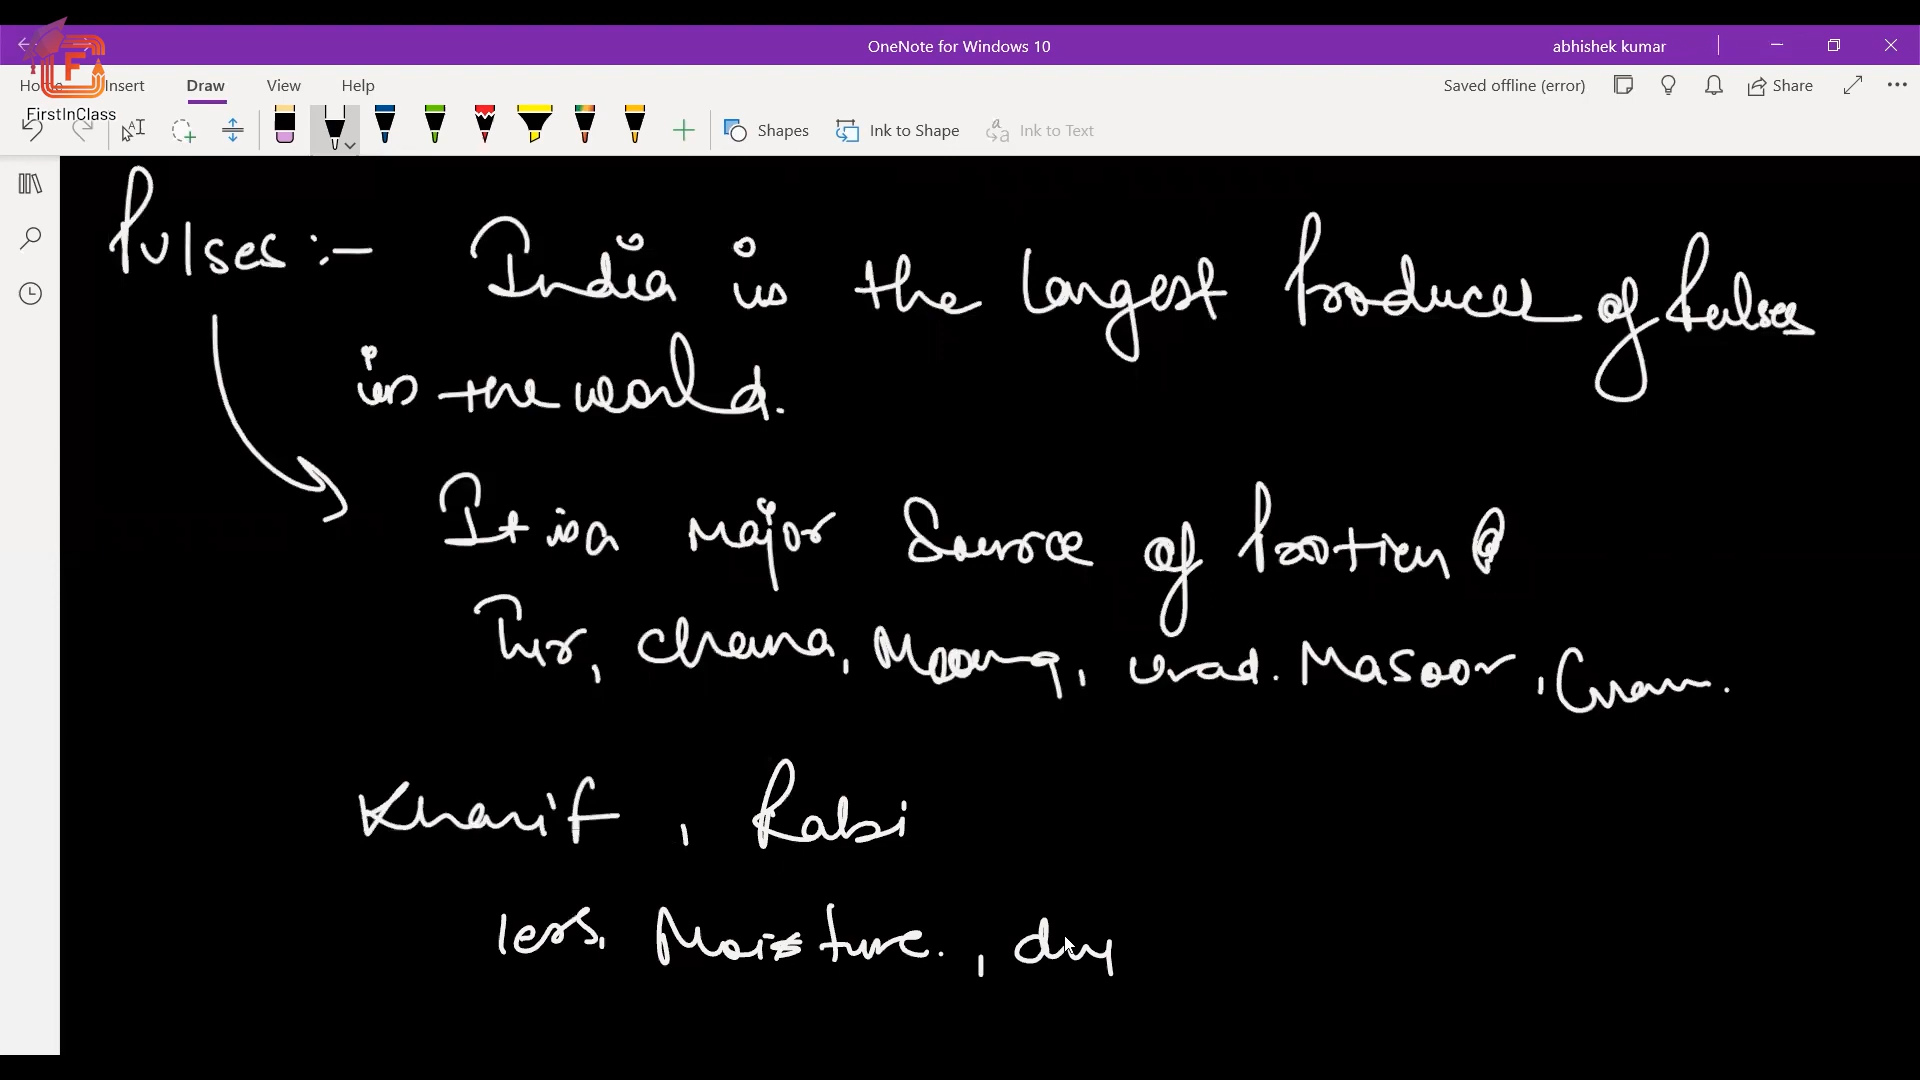 OneNote for Windows 10
abhishek kumar
Home Insert Draw View Help
Saved offline (error)
Share
FirstInClass
Shapes
Ink to Shape
Ink to Text
Pulses :-
India is the largest Producer of Pulses
in the world.
It is a Major Source of Protien
Tur, chana, Moong, urad. Masoor, Gram.
Kharif, Rabi
less Moisture., dry